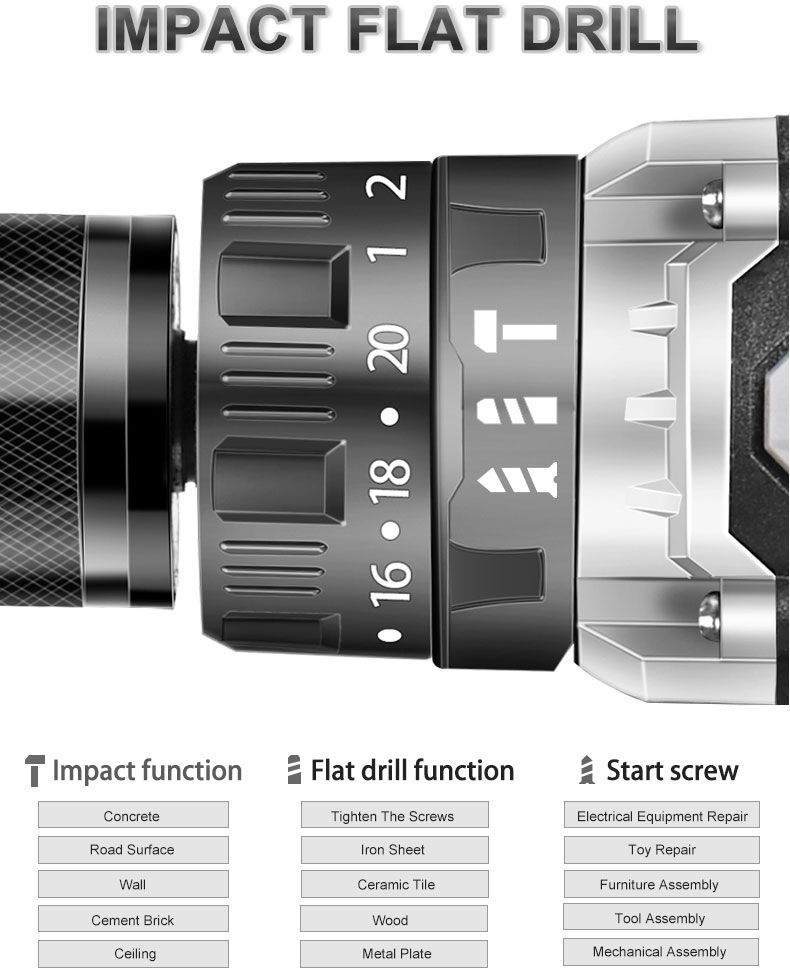 IMPACT FLAT DRILL
2
1
20
18
16
Impact function
Concrete
Road Surface
Wall
Cement Brick
Ceiling
Flat drill function
Tighten The Screws
Iron Sheet
Ceramic Tile
Wood
Metal Plate
Start screw
Electrical Equipment Repair
Toy Repair
Furniture Assembly
Tool Assembly
Mechanical Assembly